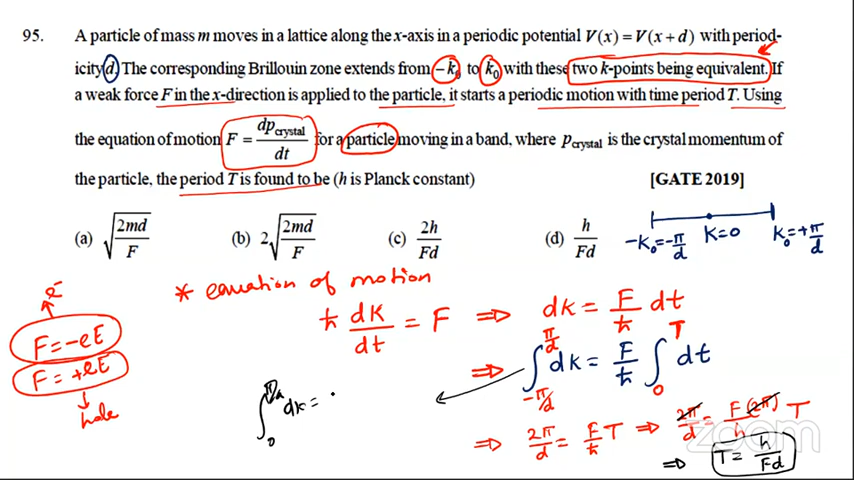 95. A particle of mass m moves in a lattice along the x-axis in a periodic potential V(x) = V(x + d) with period-
icity d. The corresponding Brillouin zone extends from –k₀ to k₀ with these two k-points being equivalent. If
a weak force F in the x-direction is applied to the particle, it starts a periodic motion with time period T. Using
the equation of motion F = dp_crystal/dt for a particle moving in a band, where p_crystal is the crystal momentum of
the particle, the period T is found to be (h is Planck constant) [GATE 2019]
(a) √(2md/F) (b) 2√(2md/F) (c) 2h/Fd (d) h/Fd
-K₀=-π/d K=0 K₀=+π/d
* equation of motion
e⁻
ħ dK/dt = F ⇒ dk = F/ħ dt
F = -eE
F = +eE
hole
⇒ ∫_{-π/d}^{π/d} dk = F/ħ ∫_0^T dt
∫_0 dk =
⇒ 2π/d = F/ħ T ⇒ 2π/d = F(2π)/h T
zoom
⇒ T = h/Fd